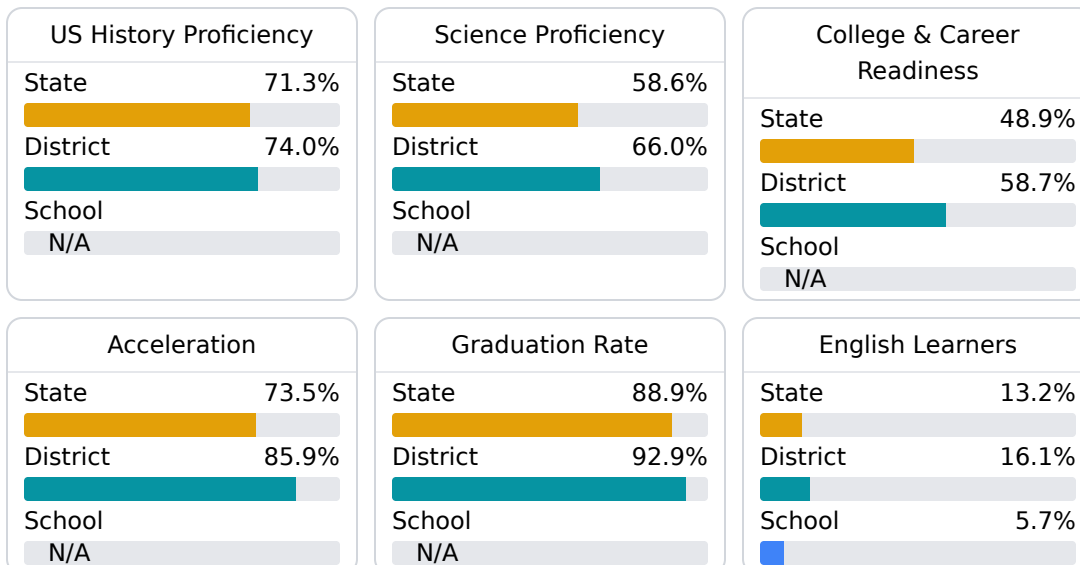 US History Proficiency
State 71.3%
District 74.0%
School
N/A
Science Proficiency
State 58.6%
District 66.0%
School
N/A
College & Career
Readiness
State 48.9%
District 58.7%
School
N/A
Acceleration
State 73.5%
District 85.9%
School
N/A
Graduation Rate
State 88.9%
District 92.9%
School
N/A
English Learners
State 13.2%
District 16.1%
School 5.7%